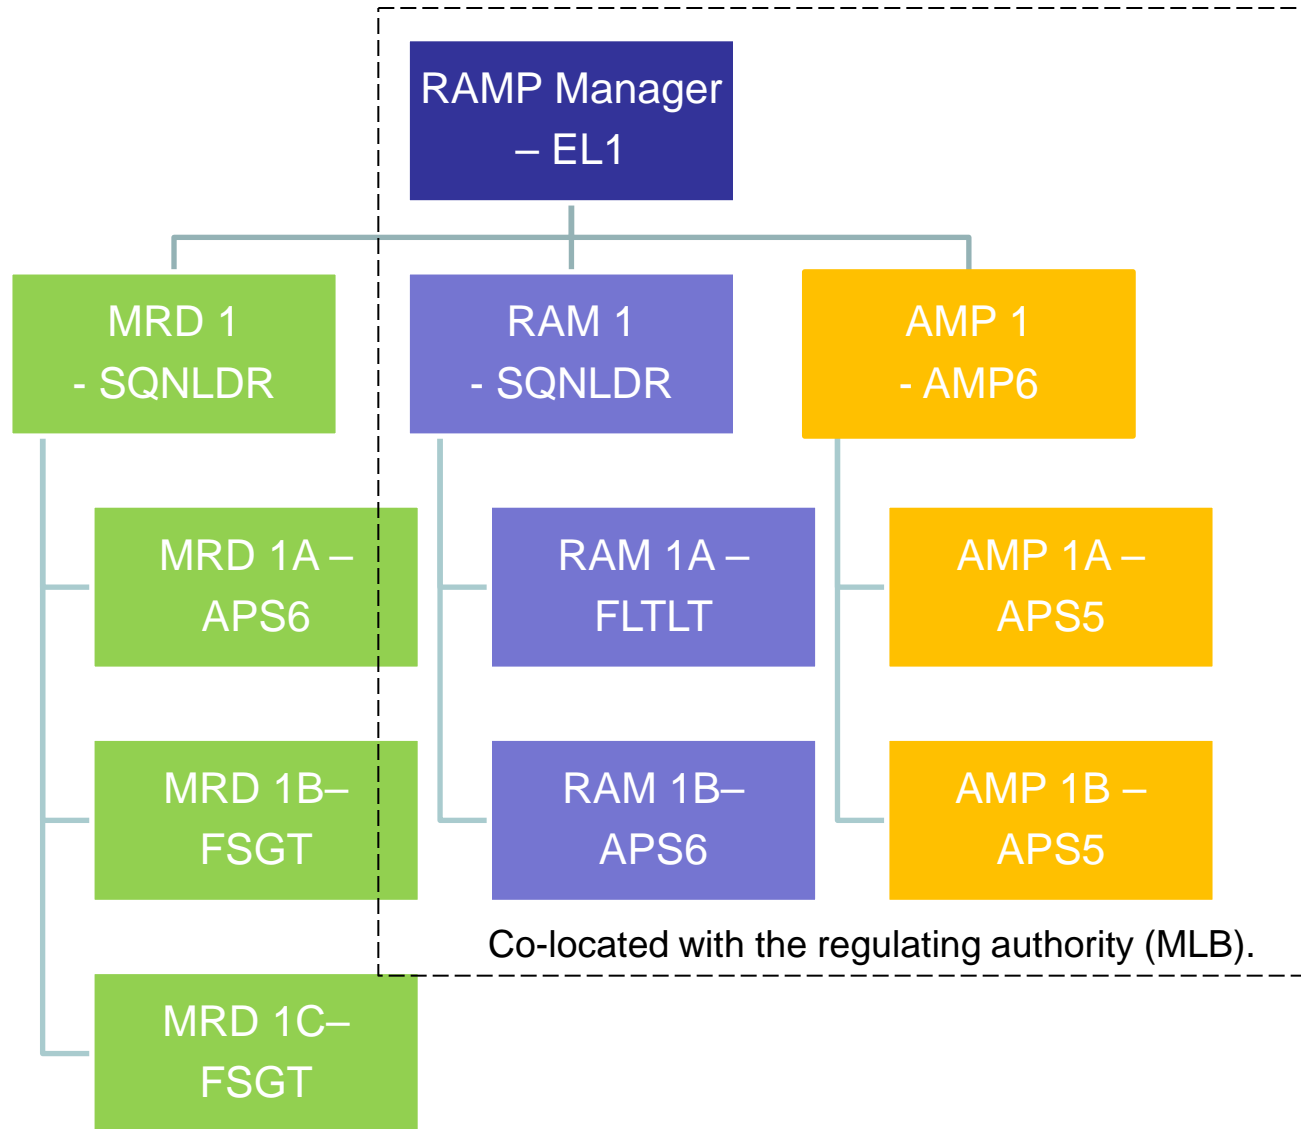 RAMP Manager
– EL1
MRD 1
- SQNLDR
RAM 1
- SQNLDR
AMP 1
- AMP6
MRD 1A –
APS6
RAM 1A –
FLTLT
AMP 1A –
APS5
MRD 1B–
FSGT
RAM 1B–
APS6
AMP 1B –
APS5
Co-located with the regulating authority (MLB).
MRD 1C–
FSGT